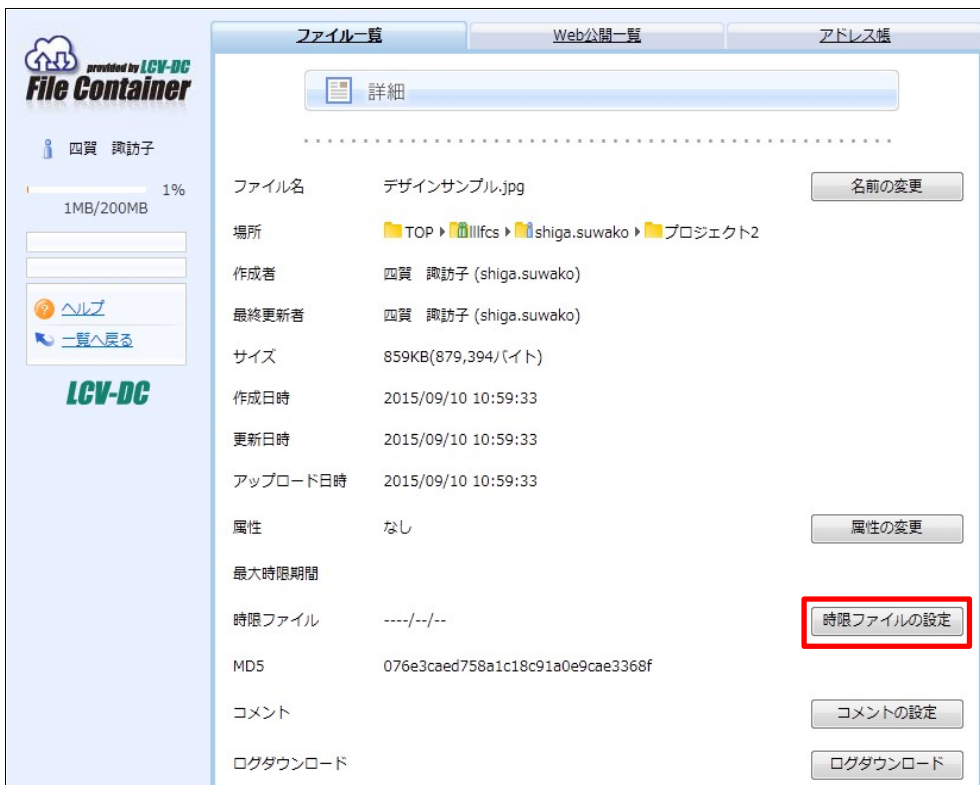 ファイル一覧 Web公開一覧 アドレス帳
provided by LCV-DC
File Container
詳細
四賀 諏訪子
1%
1MB/200MB
ヘルプ
一覧へ戻る
LCV-DC
ファイル名 デザインサンプル.jpg 名前の変更
場所 TOP lllfcs shiga.suwako プロジェクト2
作成者 四賀 諏訪子 (shiga.suwako)
最終更新者 四賀 諏訪子 (shiga.suwako)
サイズ 859KB(879,394バイト)
作成日時 2015/09/10 10:59:33
更新日時 2015/09/10 10:59:33
アップロード日時 2015/09/10 10:59:33
属性 なし 属性の変更
最大時限期間
時限ファイル ----/--/-- 時限ファイルの設定
MD5 076e3caed758a1c18c91a0e9cae3368f
コメント コメントの設定
ログダウンロード ログダウンロード